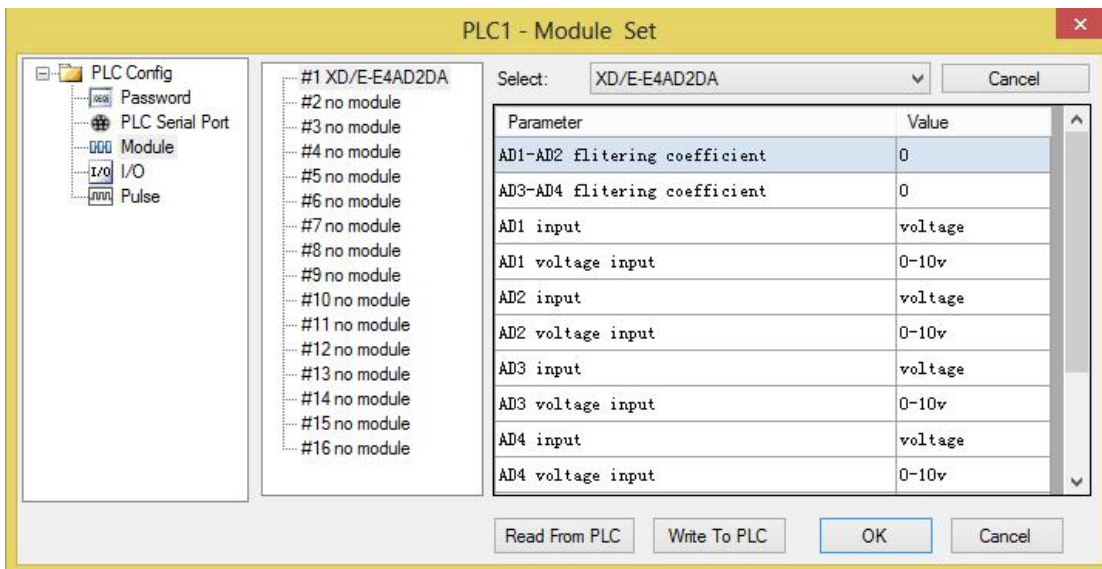 PLC1 - Module Set
PLC Config
Password
PLC Serial Port
Module
I/O I/O
Pulse
#1 XD/E-E4AD2DA
#2 no module
#3 no module
#4 no module
#5 no module
#6 no module
#7 no module
#8 no module
#9 no module
#10 no module
#11 no module
#12 no module
#13 no module
#14 no module
#15 no module
#16 no module
Select: XD/E-E4AD2DA Cancel
Parameter Value
AD1-AD2 flitering coefficient 0
AD3-AD4 flitering coefficient 0
AD1 input voltage
AD1 voltage input 0-10v
AD2 input voltage
AD2 voltage input 0-10v
AD3 input voltage
AD3 voltage input 0-10v
AD4 input voltage
AD4 voltage input 0-10v
Read From PLC Write To PLC OK Cancel